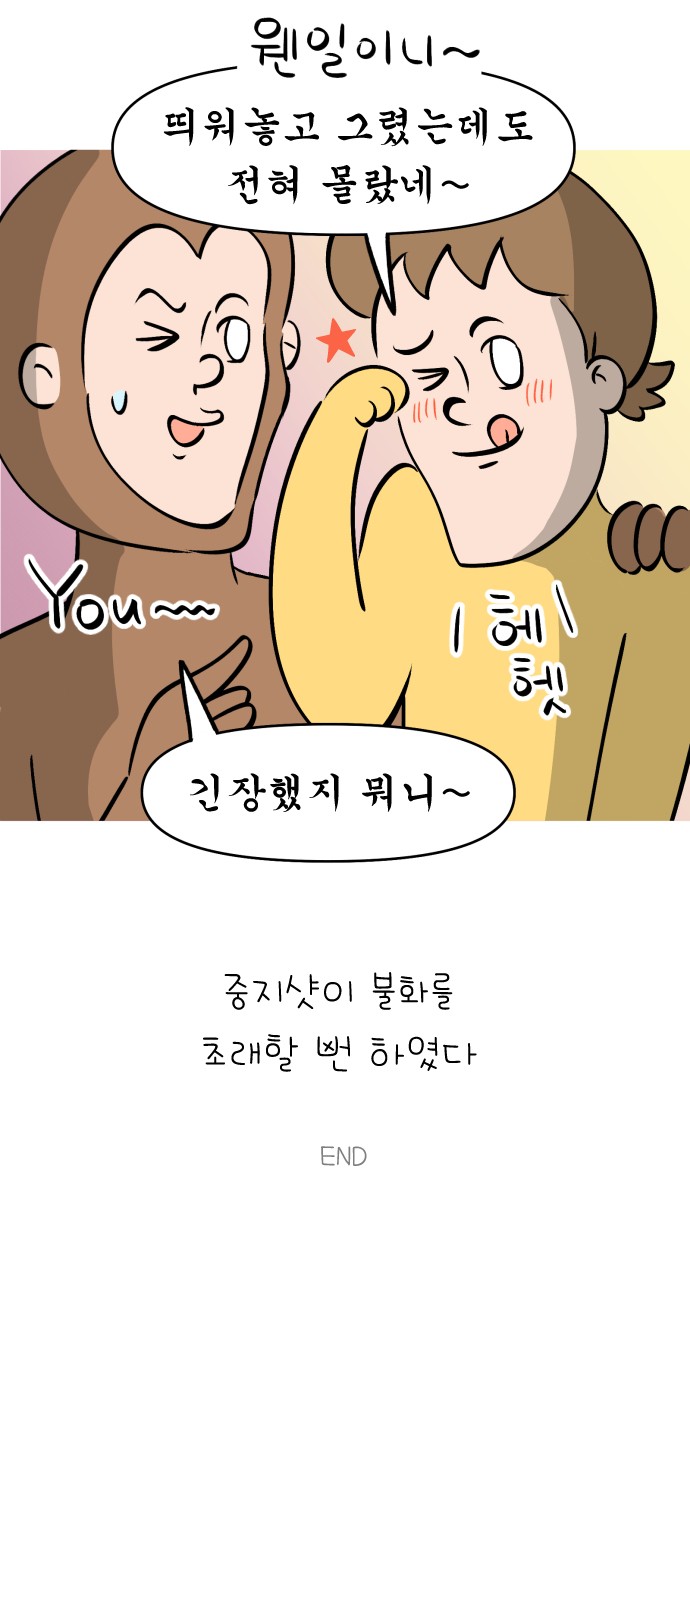 웬일이니~
띄워놓고 그렸는데도
전혀 몰랐네~
You~
헤
헷
긴장했지 뭐니~
중지샷이 불화를
초래할 뻔 하였다
END